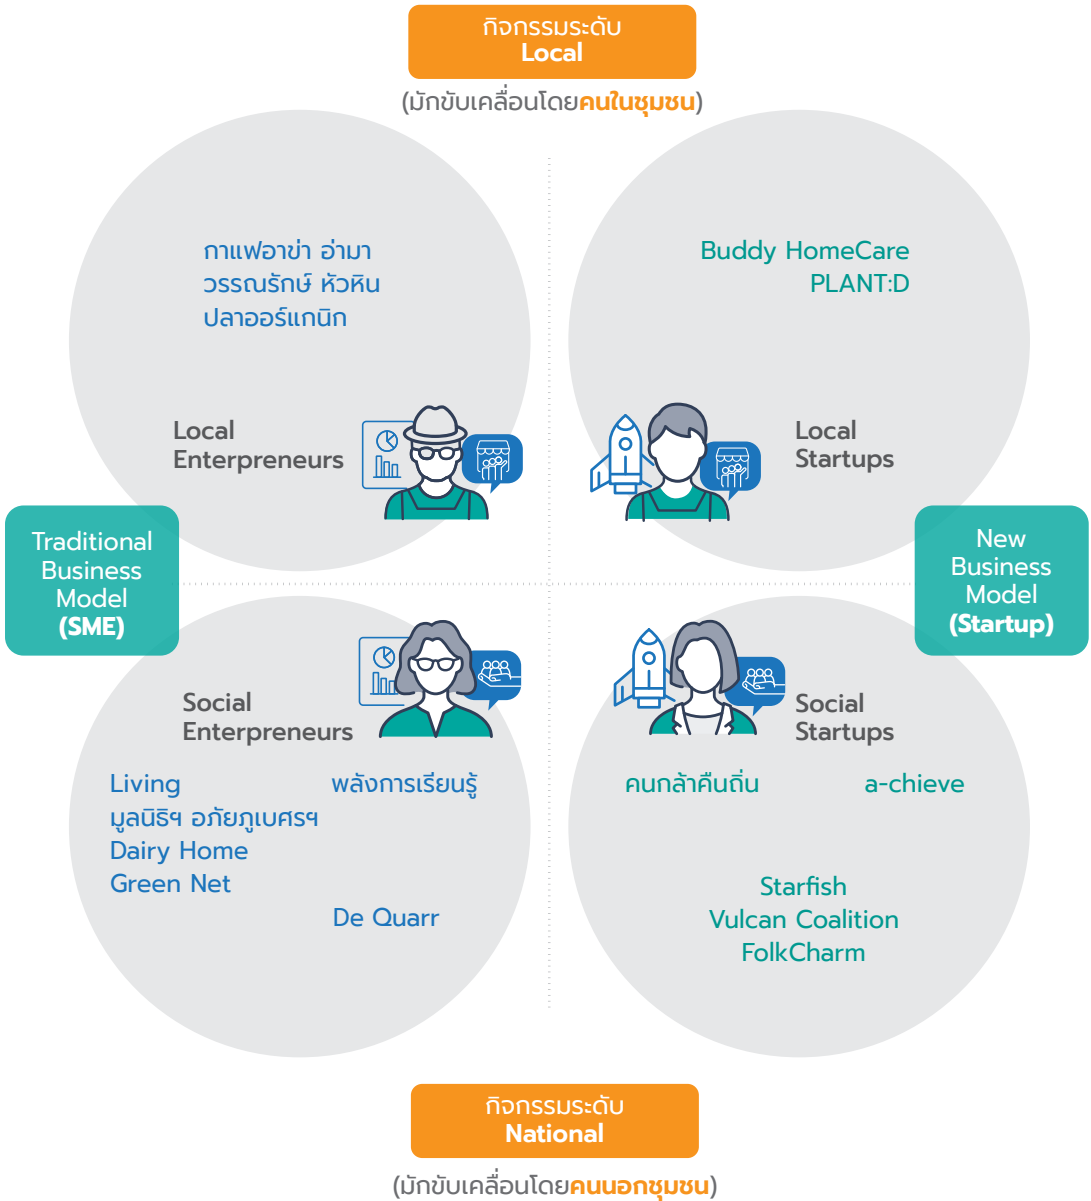 กิจกรรมระดับ
Local
(มักขับเคลื่อนโดยคนในชุมชน)
กาแฟอาข่า อ่ามา
วรรณรักษ์ หัวหิน
ปลาออร์แกนิก
Buddy HomeCare
PLANT:D
Local
Enterpreneurs
Local
Startups
Traditional
Business
Model
(SME)
New
Business
Model
(Startup)
Social
Enterpreneurs
Social
Startups
Living
พลังการเรียนรู้
มูลนิธิฯ อภัยภูเบศรฯ
Dairy Home
Green Net
De Quarr
คนกล้าคืนถิ่น
a-chieve
Starfish
Vulcan Coalition
FolkCharm
กิจกรรมระดับ
National
(มักขับเคลื่อนโดยคนนอกชุมชน)